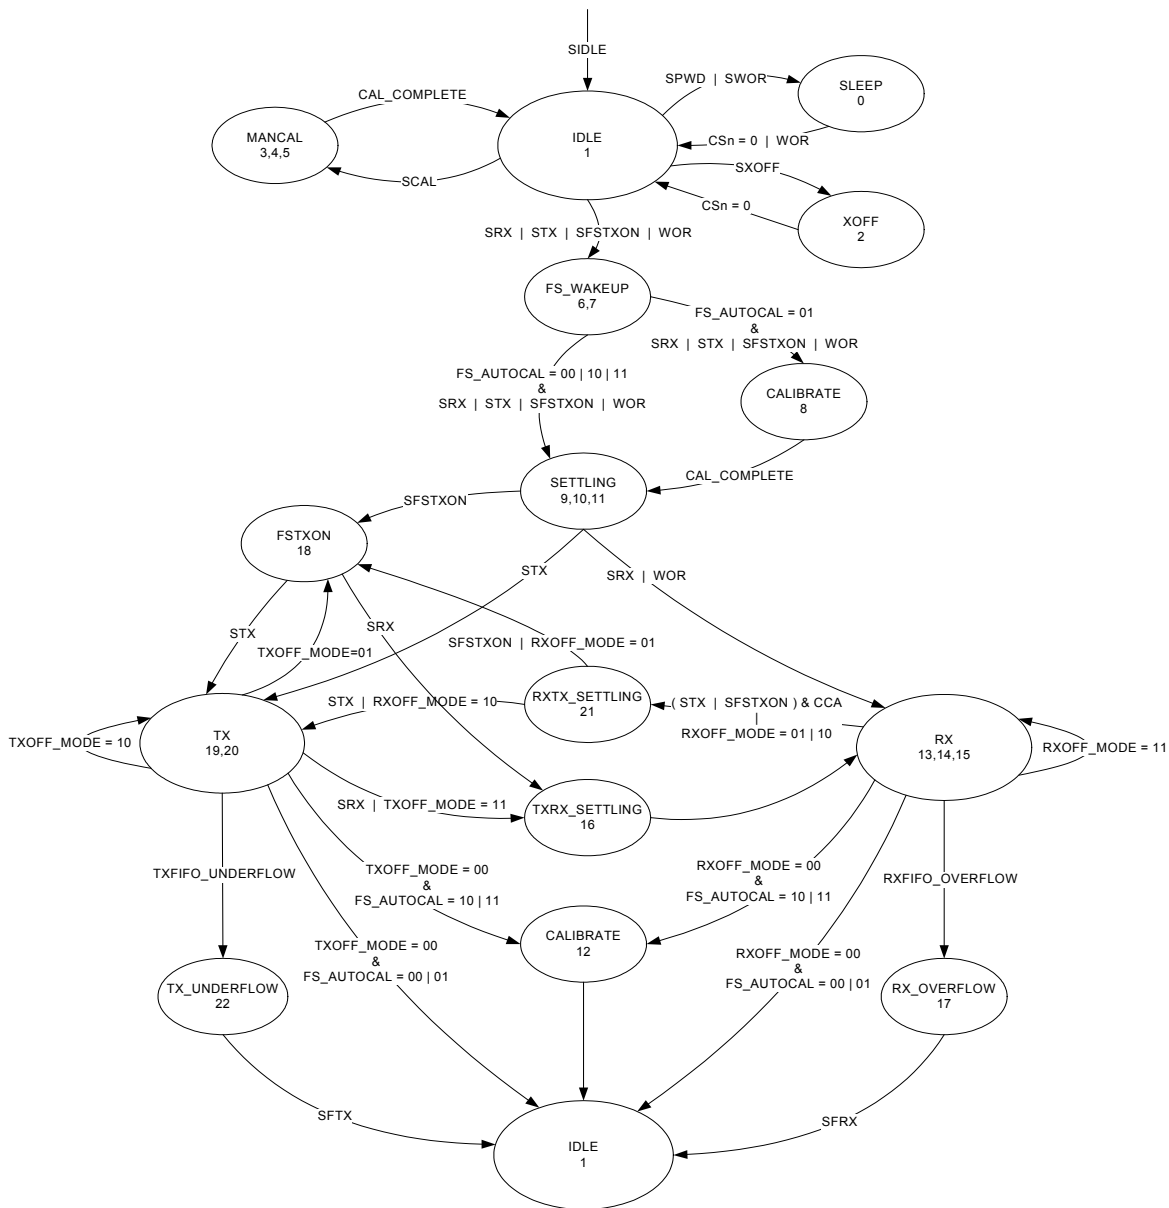 SIDLE
SPWD | SWOR
SLEEP
0
CAL_COMPLETE
MANCAL
3,4,5
IDLE
1
CSn = 0 | WOR
SXOFF
SCAL
CSn = 0
XOFF
2
SRX | STX | SFSTXON | WOR
FS_WAKEUP
6,7
FS_AUTOCAL = 01
&
SRX | STX | SFSTXON | WOR
FS_AUTOCAL = 00 | 10 | 11
&
SRX | STX | SFSTXON | WOR
CALIBRATE
8
CAL_COMPLETE
SETTLING
9,10,11
SFSTXON
FSTXON
18
STX
SRX | WOR
STX
SRX
TXOFF_MODE=01
SFSTXON | RXOFF_MODE = 01
RXTX_SETTLING
21
STX | RXOFF_MODE = 10
( STX | SFSTXON ) & CCA
|
RXOFF_MODE = 01 | 10
TXOFF_MODE = 10
TX
19,20
RX
13,14,15
RXOFF_MODE = 11
SRX | TXOFF_MODE = 11
TXRX_SETTLING
16
TXFIFO_UNDERFLOW
TXOFF_MODE = 00
&
FS_AUTOCAL = 10 | 11
RXOFF_MODE = 00
&
FS_AUTOCAL = 10 | 11
RXFIFO_OVERFLOW
CALIBRATE
12
TXOFF_MODE = 00
&
FS_AUTOCAL = 00 | 01
RXOFF_MODE = 00
&
FS_AUTOCAL = 00 | 01
TX_UNDERFLOW
22
RX_OVERFLOW
17
SFTX
SFRX
IDLE
1